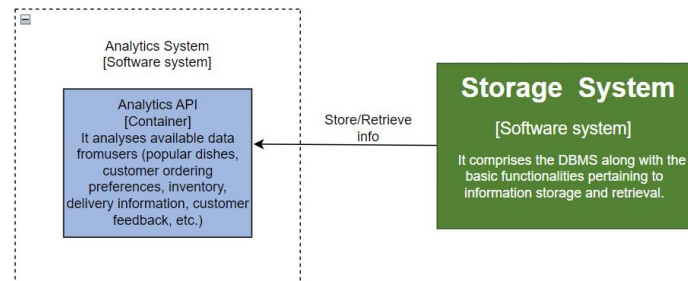 Analytics System
[Software system]
Analytics API
[Container]
It analyses available data
fromusers (popular dishes,
customer ordering
preferences, inventory,
delivery information, customer
feedback, etc.)
Store/Retrieve
info
Storage System
[Software system]
It comprises the DBMS along with the
basic functionalities pertaining to
information storage and retrieval.